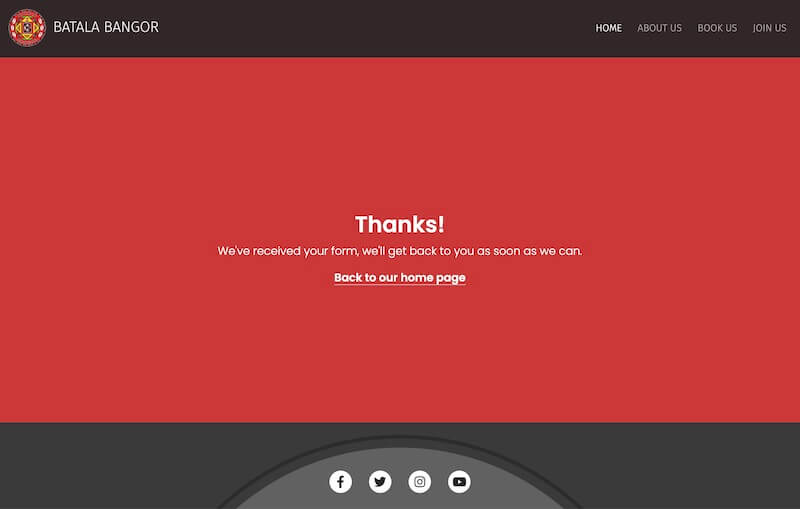 BATALA BANGOR
HOME ABOUT US BOOK US JOIN US
Thanks!
We've received your form, we'll get back to you as soon as we can.
Back to our home page